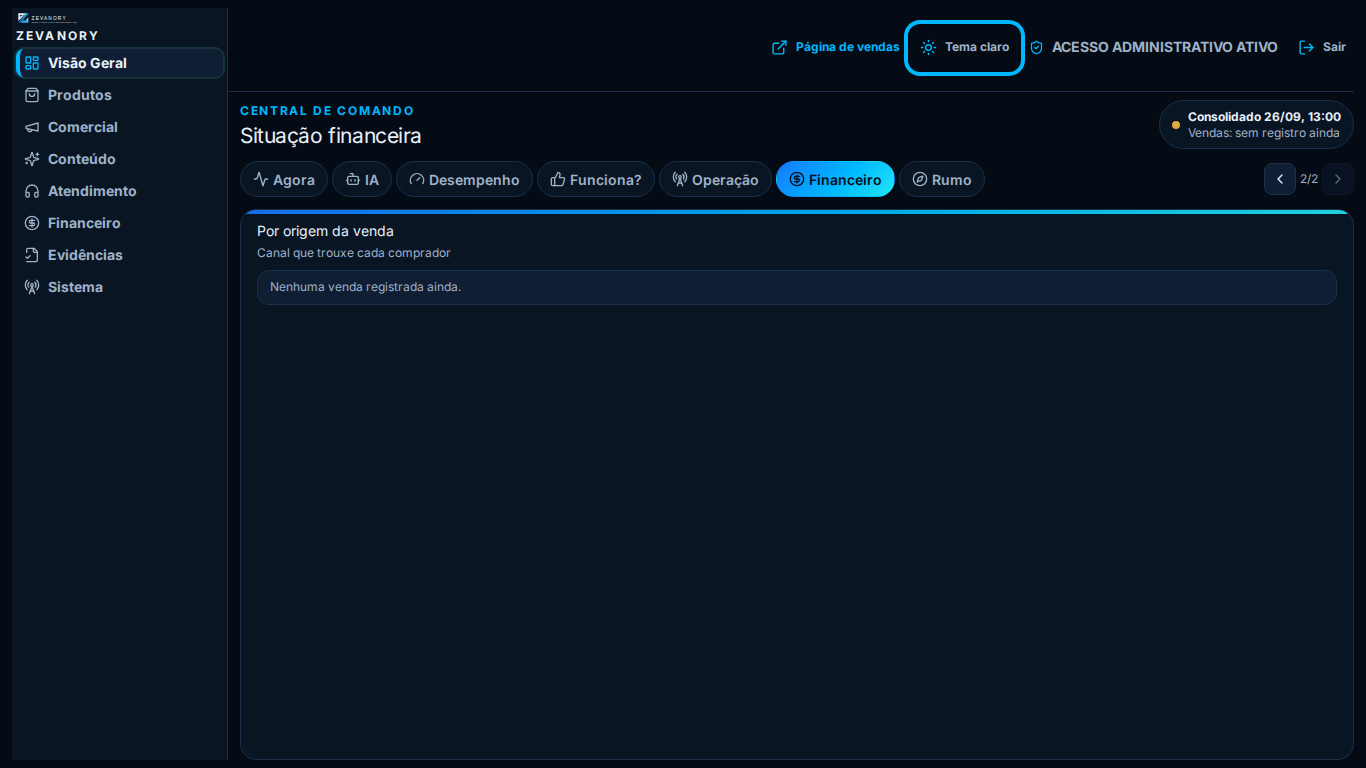 ZEVANORY
ZEVANORY
Visão Geral
Produtos
Comercial
Conteúdo
Atendimento
Financeiro
Evidências
Sistema
Página de vendas
Tema claro
ACESSO ADMINISTRATIVO ATIVO
Sair
CENTRAL DE COMANDO
Situação financeira
Consolidado 26/09, 13:00
Vendas: sem registro ainda
Agora
IA
Desempenho
Funciona?
Operação
Financeiro
Rumo
2/2
Por origem da venda
Canal que trouxe cada comprador
Nenhuma venda registrada ainda.